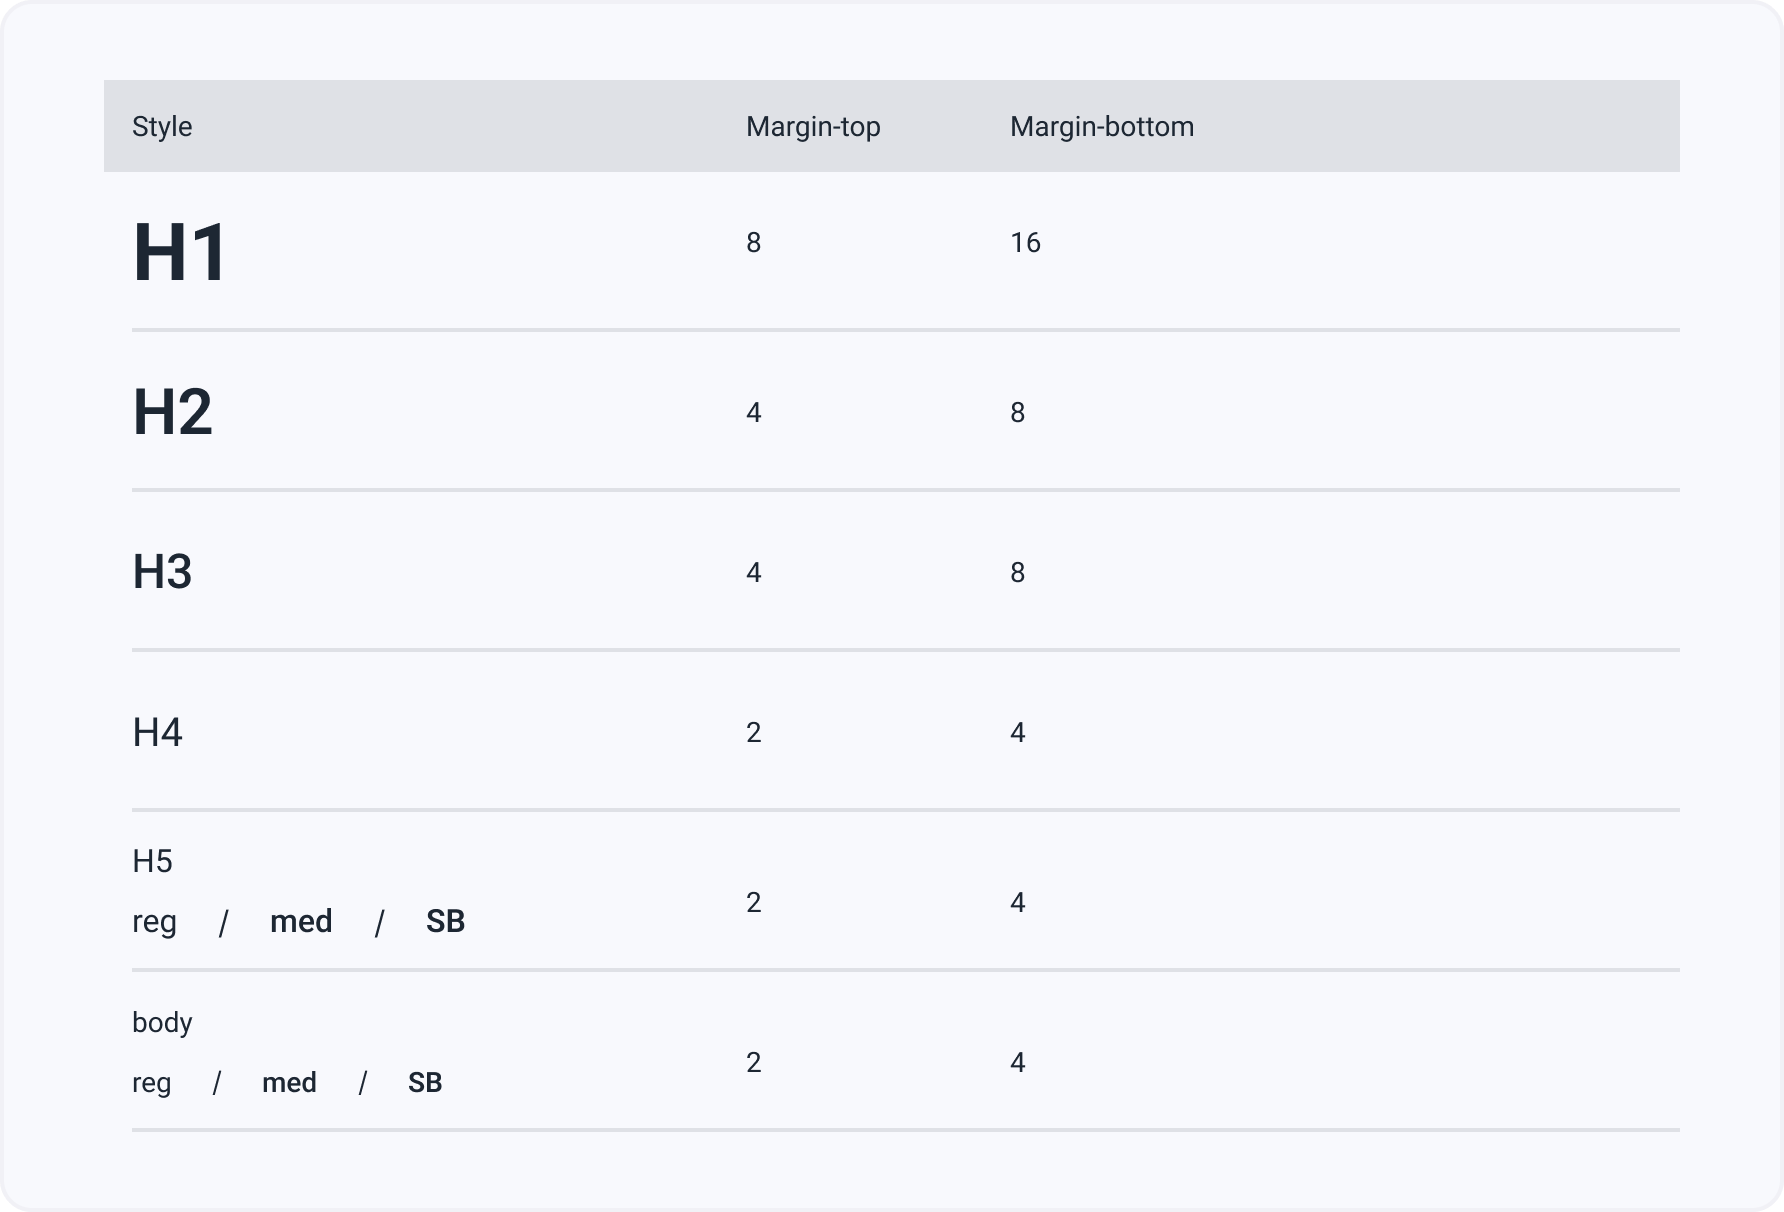 Style Margin-top Margin-bottom
H1 8 16
H2 4 8
H3 4 8
H4 2 4
H5
reg / med / SB 2 4
body
reg / med / SB 2 4